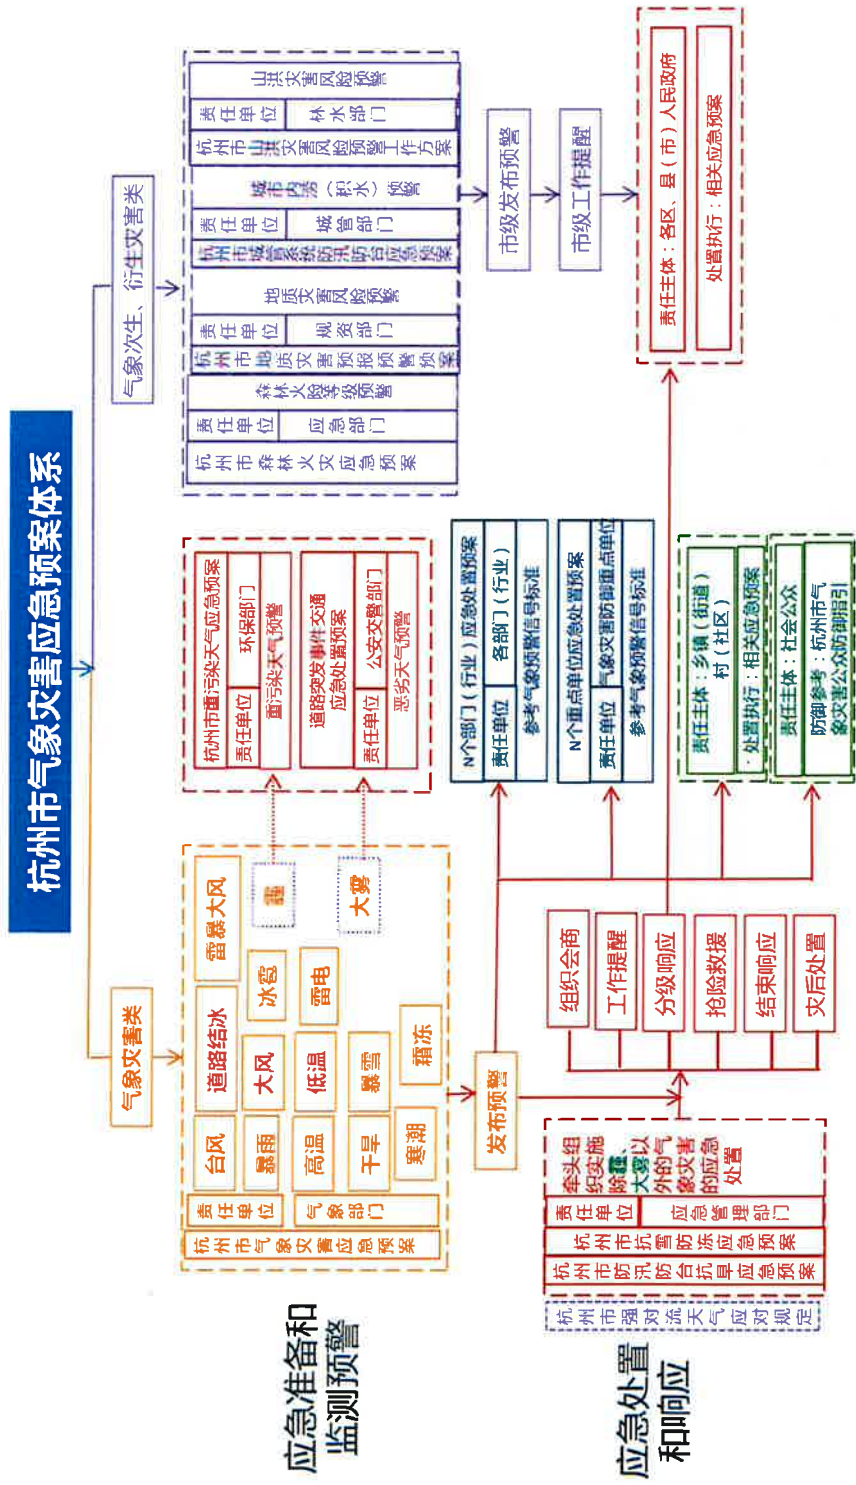 杭州市气象灾害应急预案体系
气象灾害类
气象次生、衍生灾害类
应急准备和
监测预警
杭州市气象灾害应急预案
责任单位
气象部门
台风
道路结冰
雷暴大风
暴雨
大风
冰雹
霾
高温
低温
雷电
干旱
暴雪
大雾
寒潮
霜冻
杭州市重污染天气应急预案
责任单位
环保部门
重污染天气预警
道路突发事件交通
应急处置预案
责任单位
公安交警部门
恶劣天气预警
杭州市森林火灾应急预案
责任单位
应急部门
森林火险等级预警
杭州市地质灾害预报预警预案
责任单位
规资部门
地质灾害风险预警
杭州市城管系统防汛防台应急预案
责任单位
城管部门
城市内涝（积水）预警
杭州市山洪灾害风险预警工作方案
责任单位
林水部门
山洪灾害风险预警
发布预警
N个部门（行业）应急处置预案
责任单位
各部门（行业）
参考气象预警信号标准
市级发布预警
应急处置
和响应
杭州市强对流天气应对规定
杭州市防汛防台抗旱应急预案
杭州市抗雪防冻应急预案
责任单位
应急管理部门
牵头组
织实施
除霾、
大雾以
外的气
象灾害
的应急
处置
组织会商
工作提醒
分级响应
抢险救援
结束响应
灾后处置
N个重点单位应急处置预案
责任单位
气象灾害防御重点单位
参考气象预警信号标准
市级工作提醒
责任主体：乡镇（街道）
村（社区）
处置执行：相关应急预案
责任主体：社会公众
防御参考：杭州市气
象灾害公众防御指引
责任主体：各区、县（市）人民政府
处置执行：相关应急预案